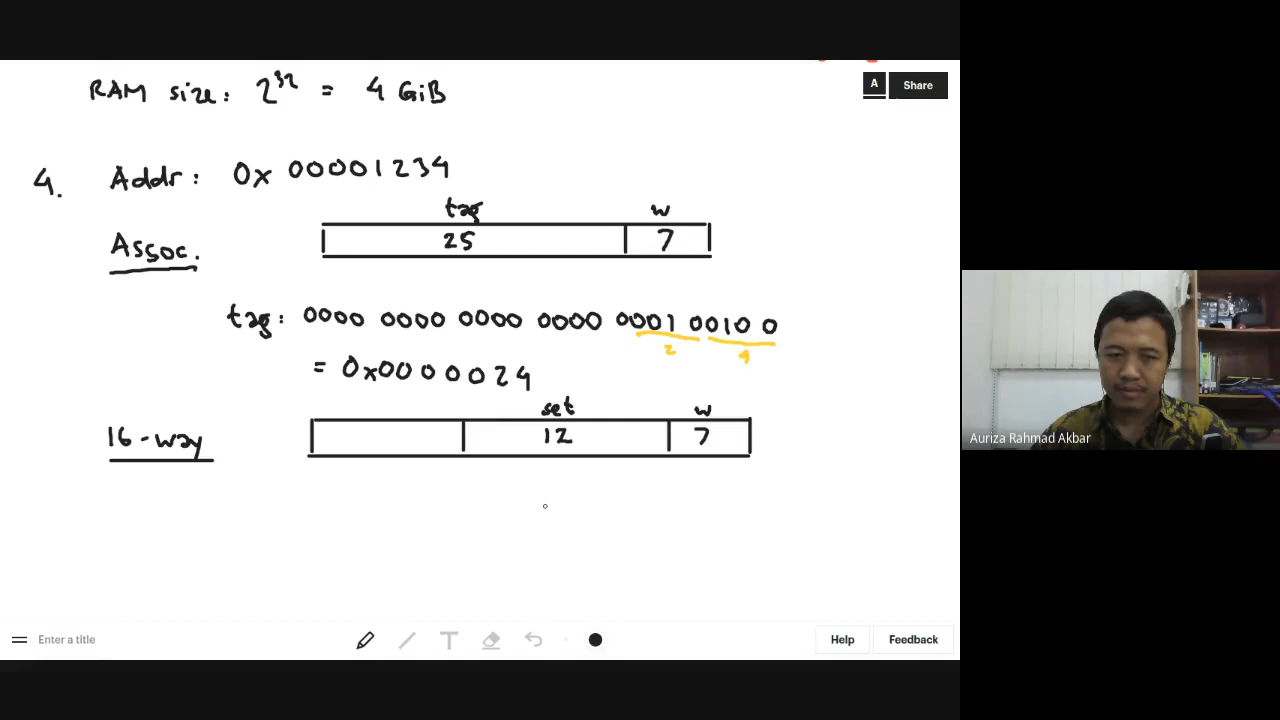 RAM size: 2^32 = 4 GiB
A Share
4. Addr: 0x 00001234
tag w
Assoc. 25 7
tag: 0000 0000 0000 0000 0001 0010 0
2 4
= 0x0000024
set w
16-way 12 7
Auriza Rahmad Akbar
Enter a title T Help Feedback